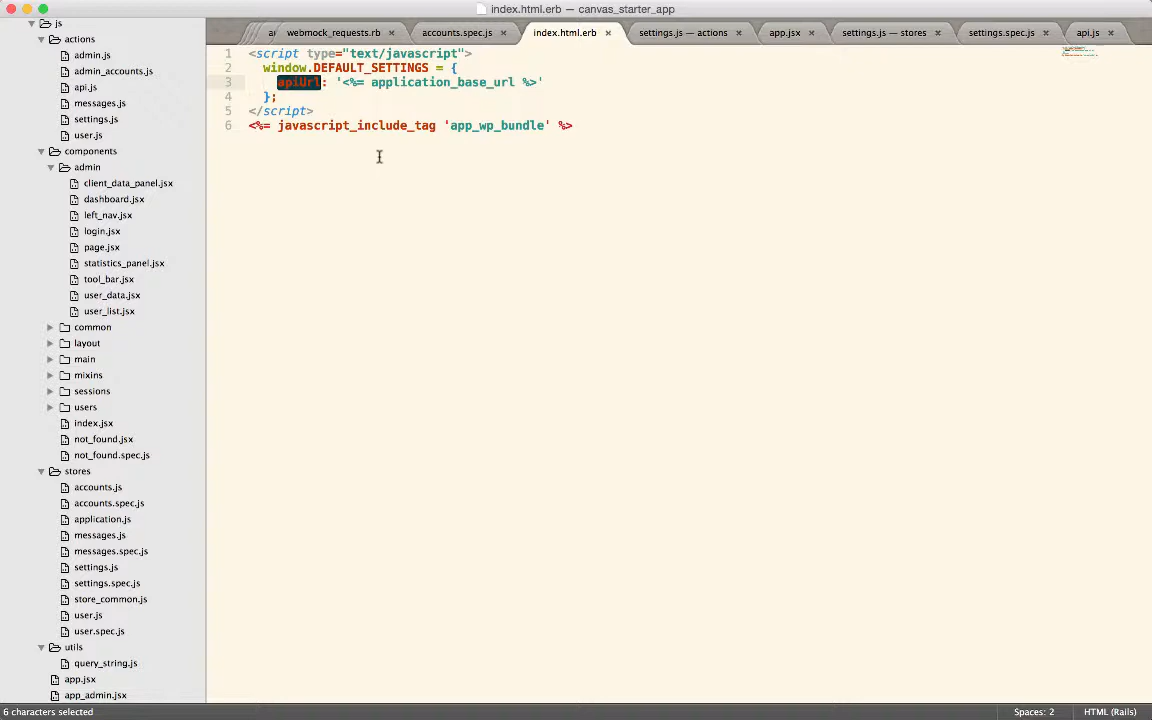 index.html.erb — canvas_starter_app
webmock_requests.rb × accounts.spec.js × index.html.erb × settings.js — actions × app.jsx × settings.js — stores × settings.spec.js × api.js ×
js
actions
admin.js
admin_accounts.js
api.js
messages.js
settings.js
user.js
components
admin
client_data_panel.jsx
dashboard.jsx
left_nav.jsx
login.jsx
page.jsx
statistics_panel.jsx
tool_bar.jsx
user_data.jsx
user_list.jsx
common
layout
main
mixins
sessions
users
index.jsx
not_found.jsx
not_found.spec.js
stores
accounts.js
accounts.spec.js
application.js
messages.js
messages.spec.js
settings.js
settings.spec.js
store_common.js
user.js
user.spec.js
utils
query_string.js
app.jsx
app_admin.jsx
1 <script type="text/javascript">
2 window.DEFAULT_SETTINGS = {
3 apiUrl: '<%= application_base_url %>'
4 };
5 </script>
6 <%= javascript_include_tag 'app_wp_bundle' %>
6 characters selected
Spaces: 2 HTML (Rails)